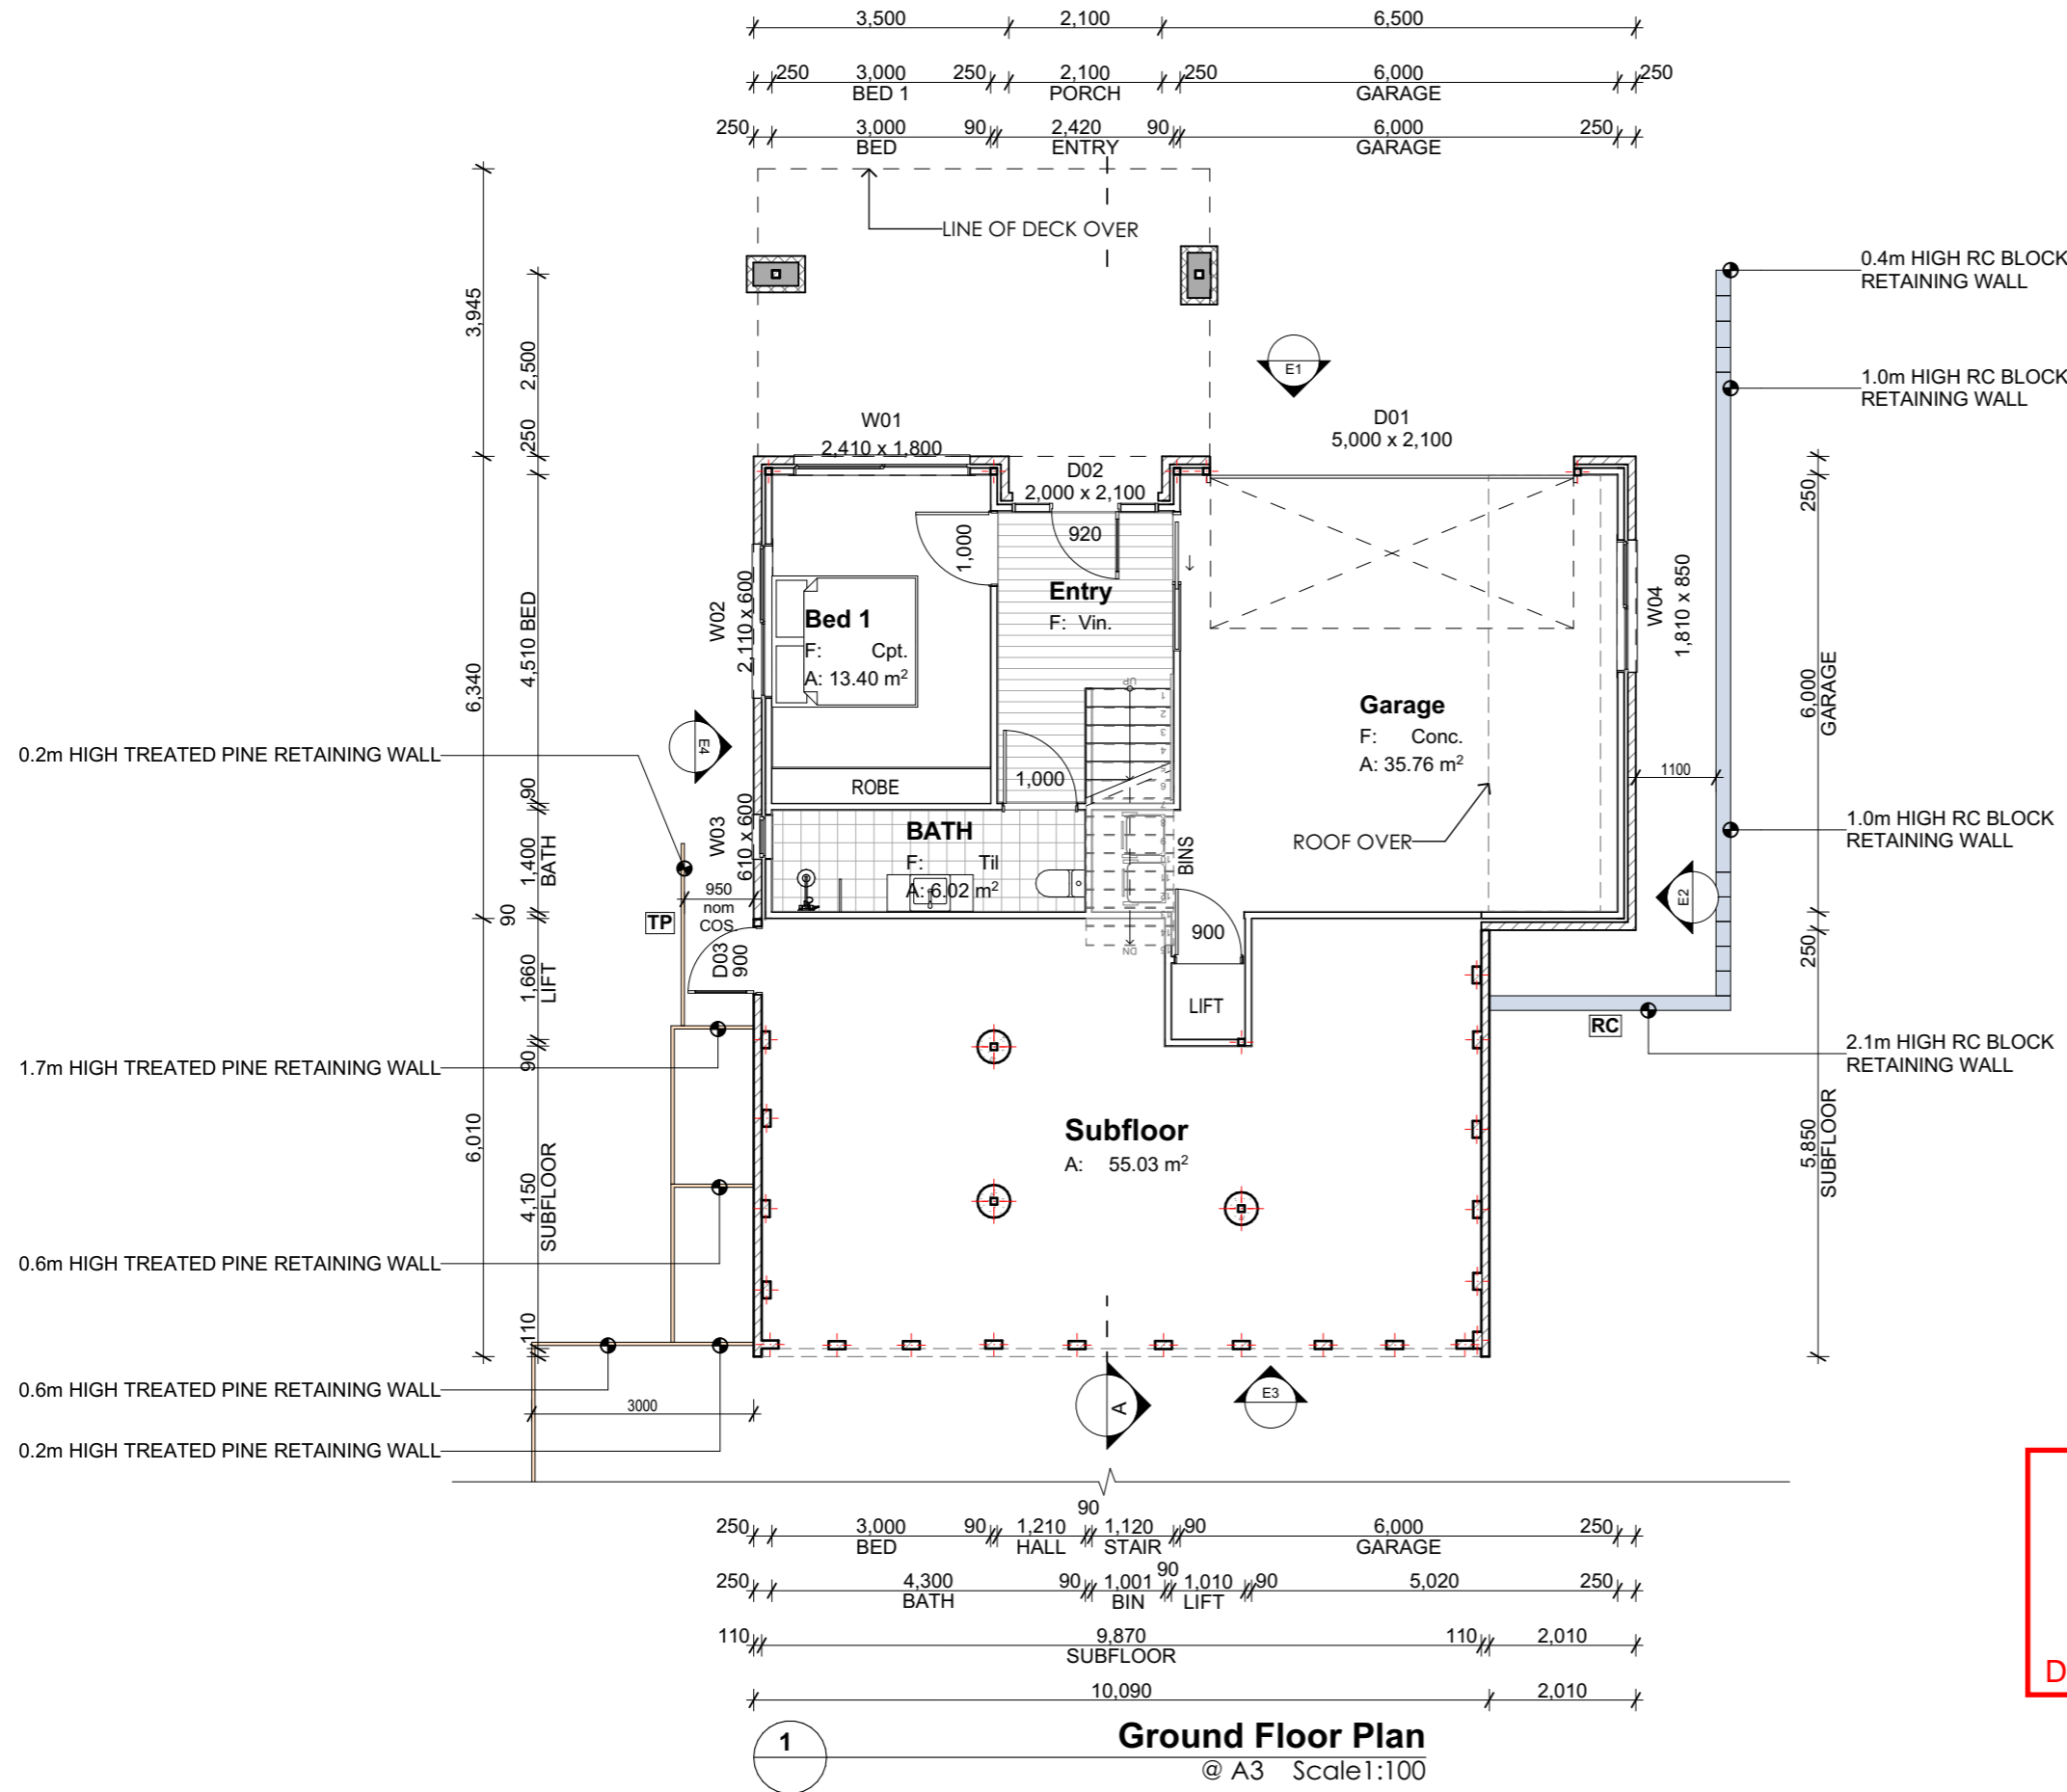 3,500 2,100 6,500
250 3,000 250 2,100 250 6,000 250
BED 1 PORCH GARAGE
250 3,000 90 2,420 90 6,000 250
BED ENTRY GARAGE
LINE OF DECK OVER
0.4m HIGH RC BLOCK
RETAINING WALL
3,945
2,500
250
E1
1.0m HIGH RC BLOCK
RETAINING WALL
W01
2,410 x 1,800
D01
5,000 x 2,100
D02
2,000 x 2,100
250
1,000
920
Entry
F: Vin.
W02
2,110 x 600
Bed 1
F: Cpt.
A: 13.40 m²
W04
1,810 x 850
4,510 BED
6,340
6,000
GARAGE
UP
1
2
3
4
5
6
7
8
9
Garage
F: Conc.
A: 35.76 m²
E4
0.2m HIGH TREATED PINE RETAINING WALL
1100
ROBE
1,000
90
W03
610 x 600
BATH
F: Til
A: 6.02 m²
BINS
ROOF OVER
1.0m HIGH RC BLOCK
RETAINING WALL
1,400
BATH
950
nom
COS
TP
E2
90
D03
900
DN
900
LIFT
1,660
LIFT
250
RC
2.1m HIGH RC BLOCK
RETAINING WALL
1.7m HIGH TREATED PINE RETAINING WALL
90
6,010
4,150
SUBFLOOR
Subfloor
A: 55.03 m²
5,850
SUBFLOOR
0.6m HIGH TREATED PINE RETAINING WALL
110
0.6m HIGH TREATED PINE RETAINING WALL
3000
A
E3
0.2m HIGH TREATED PINE RETAINING WALL
90
250 3,000 90 1,210 1,120 90 6,000 250
BED HALL STAIR GARAGE
90
250 4,300 90 1,001 1,010 90 5,020 250
BATH BIN LIFT
110 9,870 110 2,010
SUBFLOOR
10,090 2,010
D
1
Ground Floor Plan
@ A3 Scale1:100